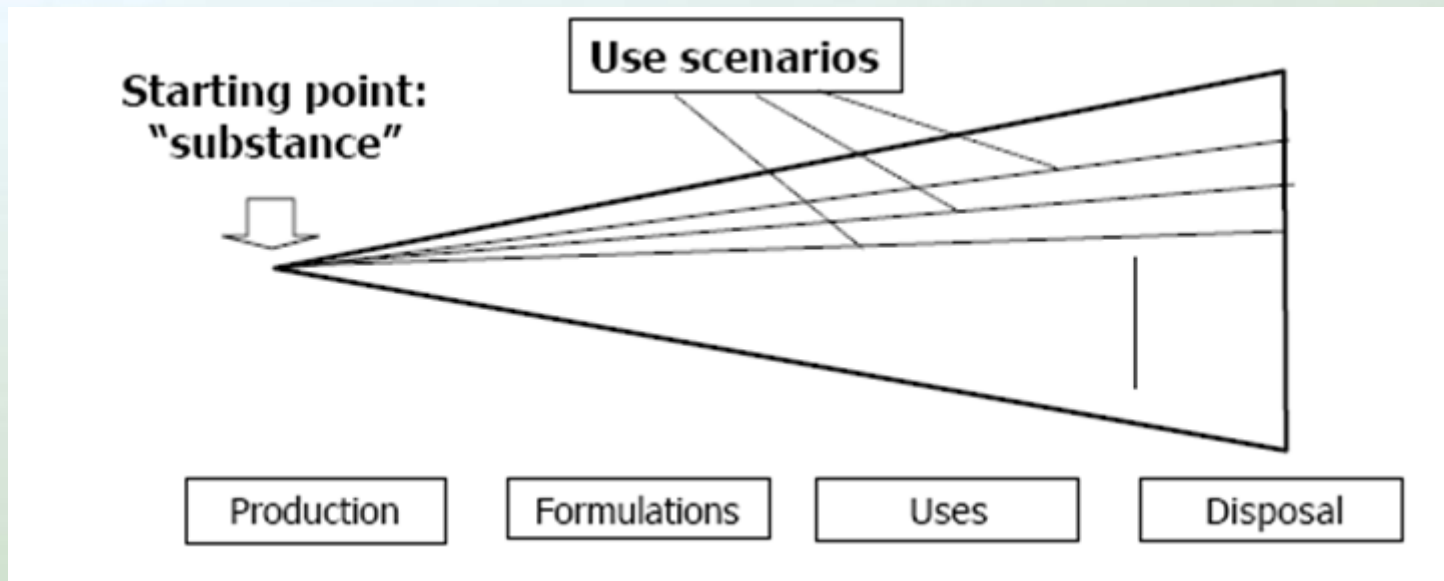 Use scenarios
Starting point:
“substance”
Production
Formulations
Uses
Disposal